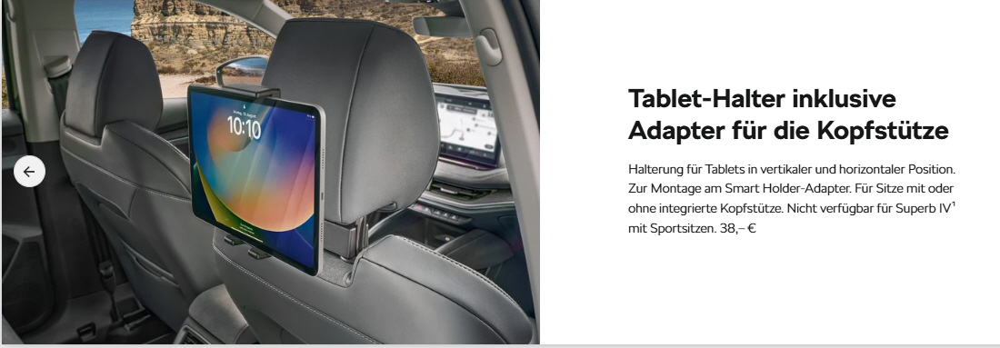 10:10
Tablet-Halter inklusive
Adapter für die Kopfstütze
Halterung für Tablets in vertikaler und horizontaler Position.
Zur Montage am Smart Holder-Adapter. Für Sitze mit oder
ohne integrierte Kopfstütze. Nicht verfügbar für Superb IV¹
mit Sportsitzen. 38,– €